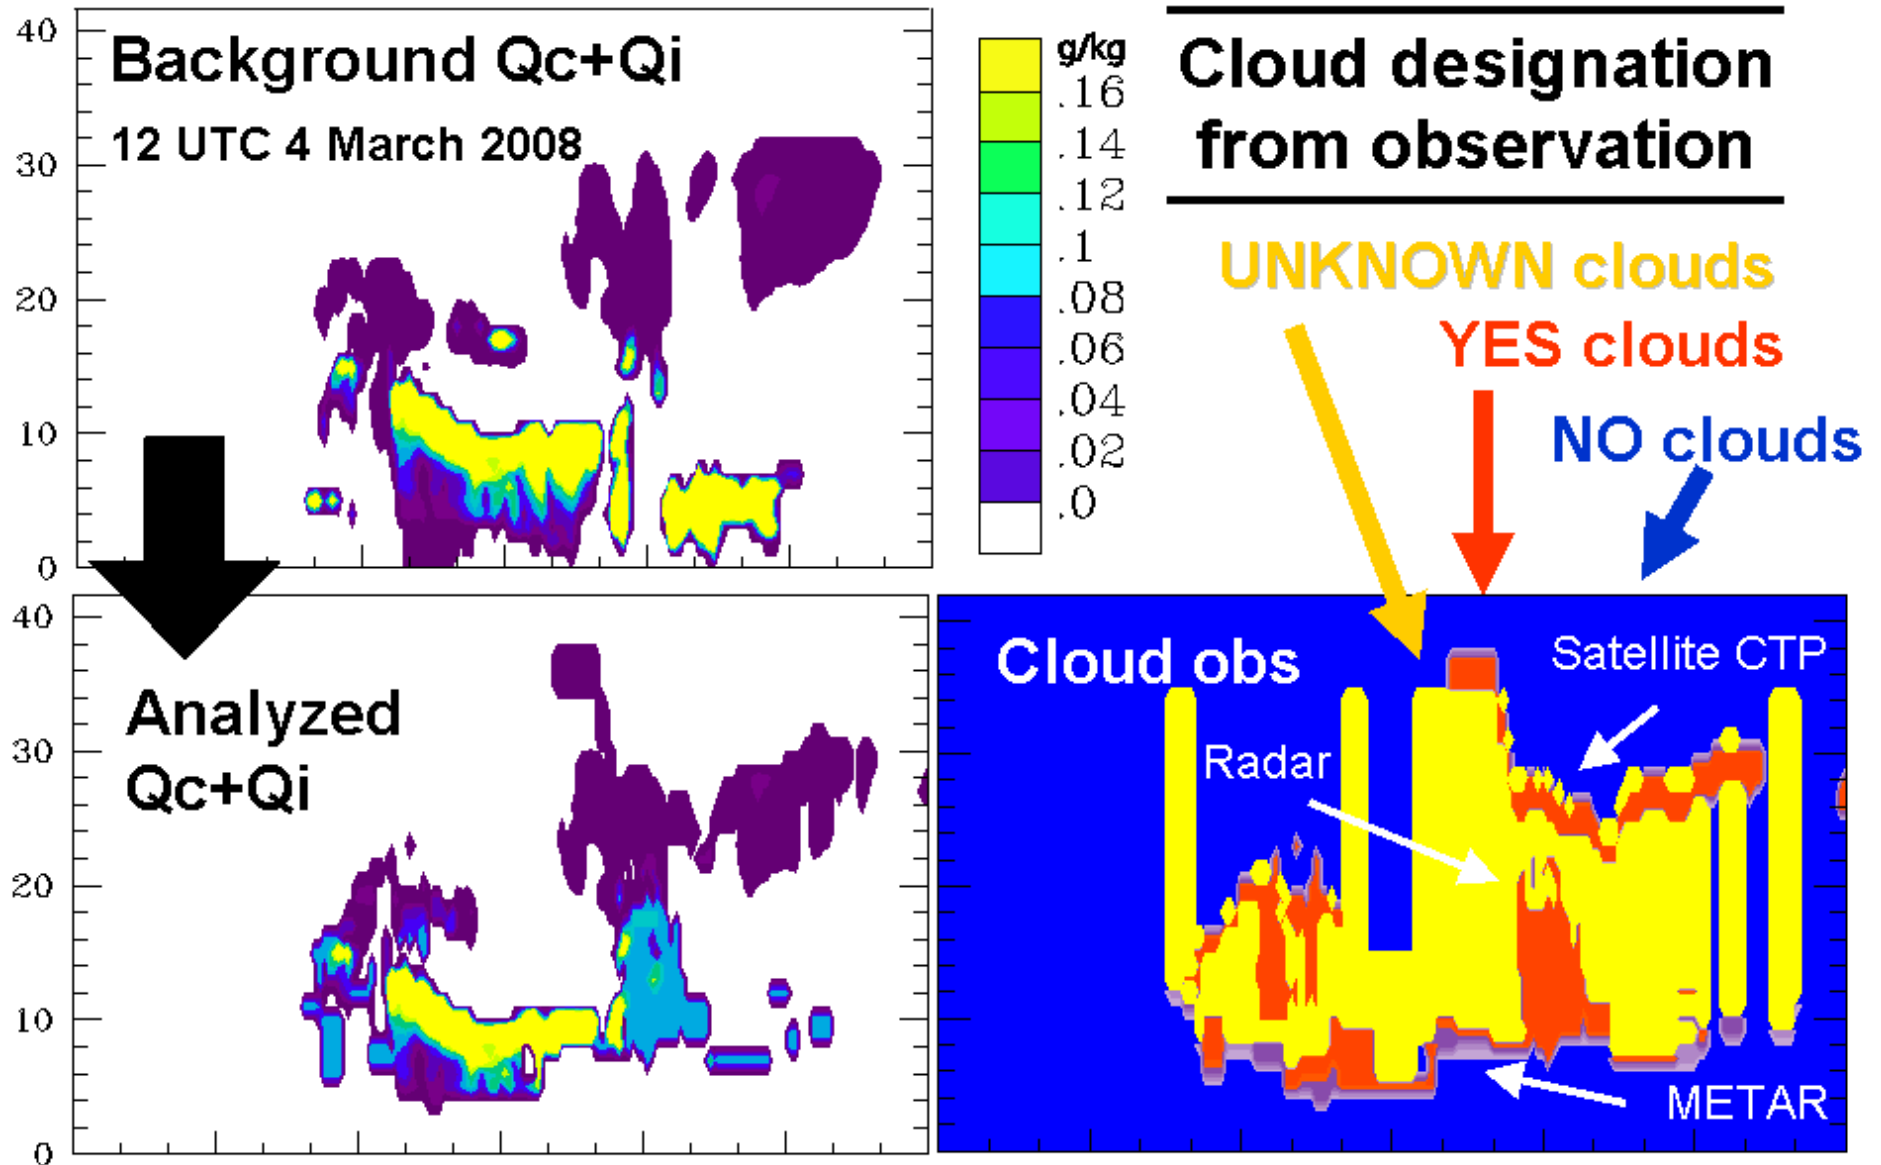 40
30
20
10
0
Background Qc+Qi
12 UTC 4 March 2008
g/kg
.16
.14
.12
.1
.08
.06
.04
.02
.0
Cloud designation
from observation
UNKNOWN clouds
YES clouds
NO clouds
40
30
20
10
0
Analyzed
Qc+Qi
Cloud obs
Satellite CTP
Radar
METAR